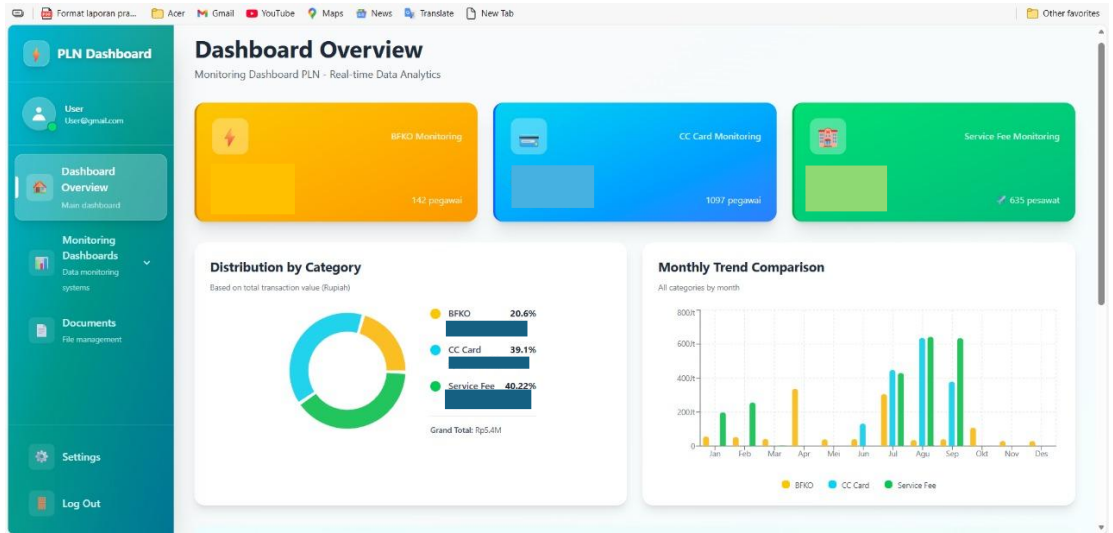 Format laporan pra...
Acer
Gmail
YouTube
Maps
News
Translate
New Tab
Other favorites
PLN Dashboard
User
User@gmail.com
Dashboard
Overview
Main dashboard
Monitoring
Dashboards
Data monitoring
systems
Documents
File management
Settings
Log Out
Dashboard Overview
Monitoring Dashboard PLN - Real-time Data Analytics
BFKO Monitoring
142 pegawai
CC Card Monitoring
1097 pegawai
Service Fee Monitoring
635 pesawat
Distribution by Category
Based on total transaction value (Rupiah)
BFKO 20.6%
CC Card 39.1%
Service Fee 40.22%
Grand Total: Rp5.4M
Monthly Trend Comparison
All categories by month
800Jt
600Jt
400Jt
200Jt
0
Jan Feb Mar Apr Mei Jun Jul Agu Sep Okt Nov Des
BFKO CC Card Service Fee